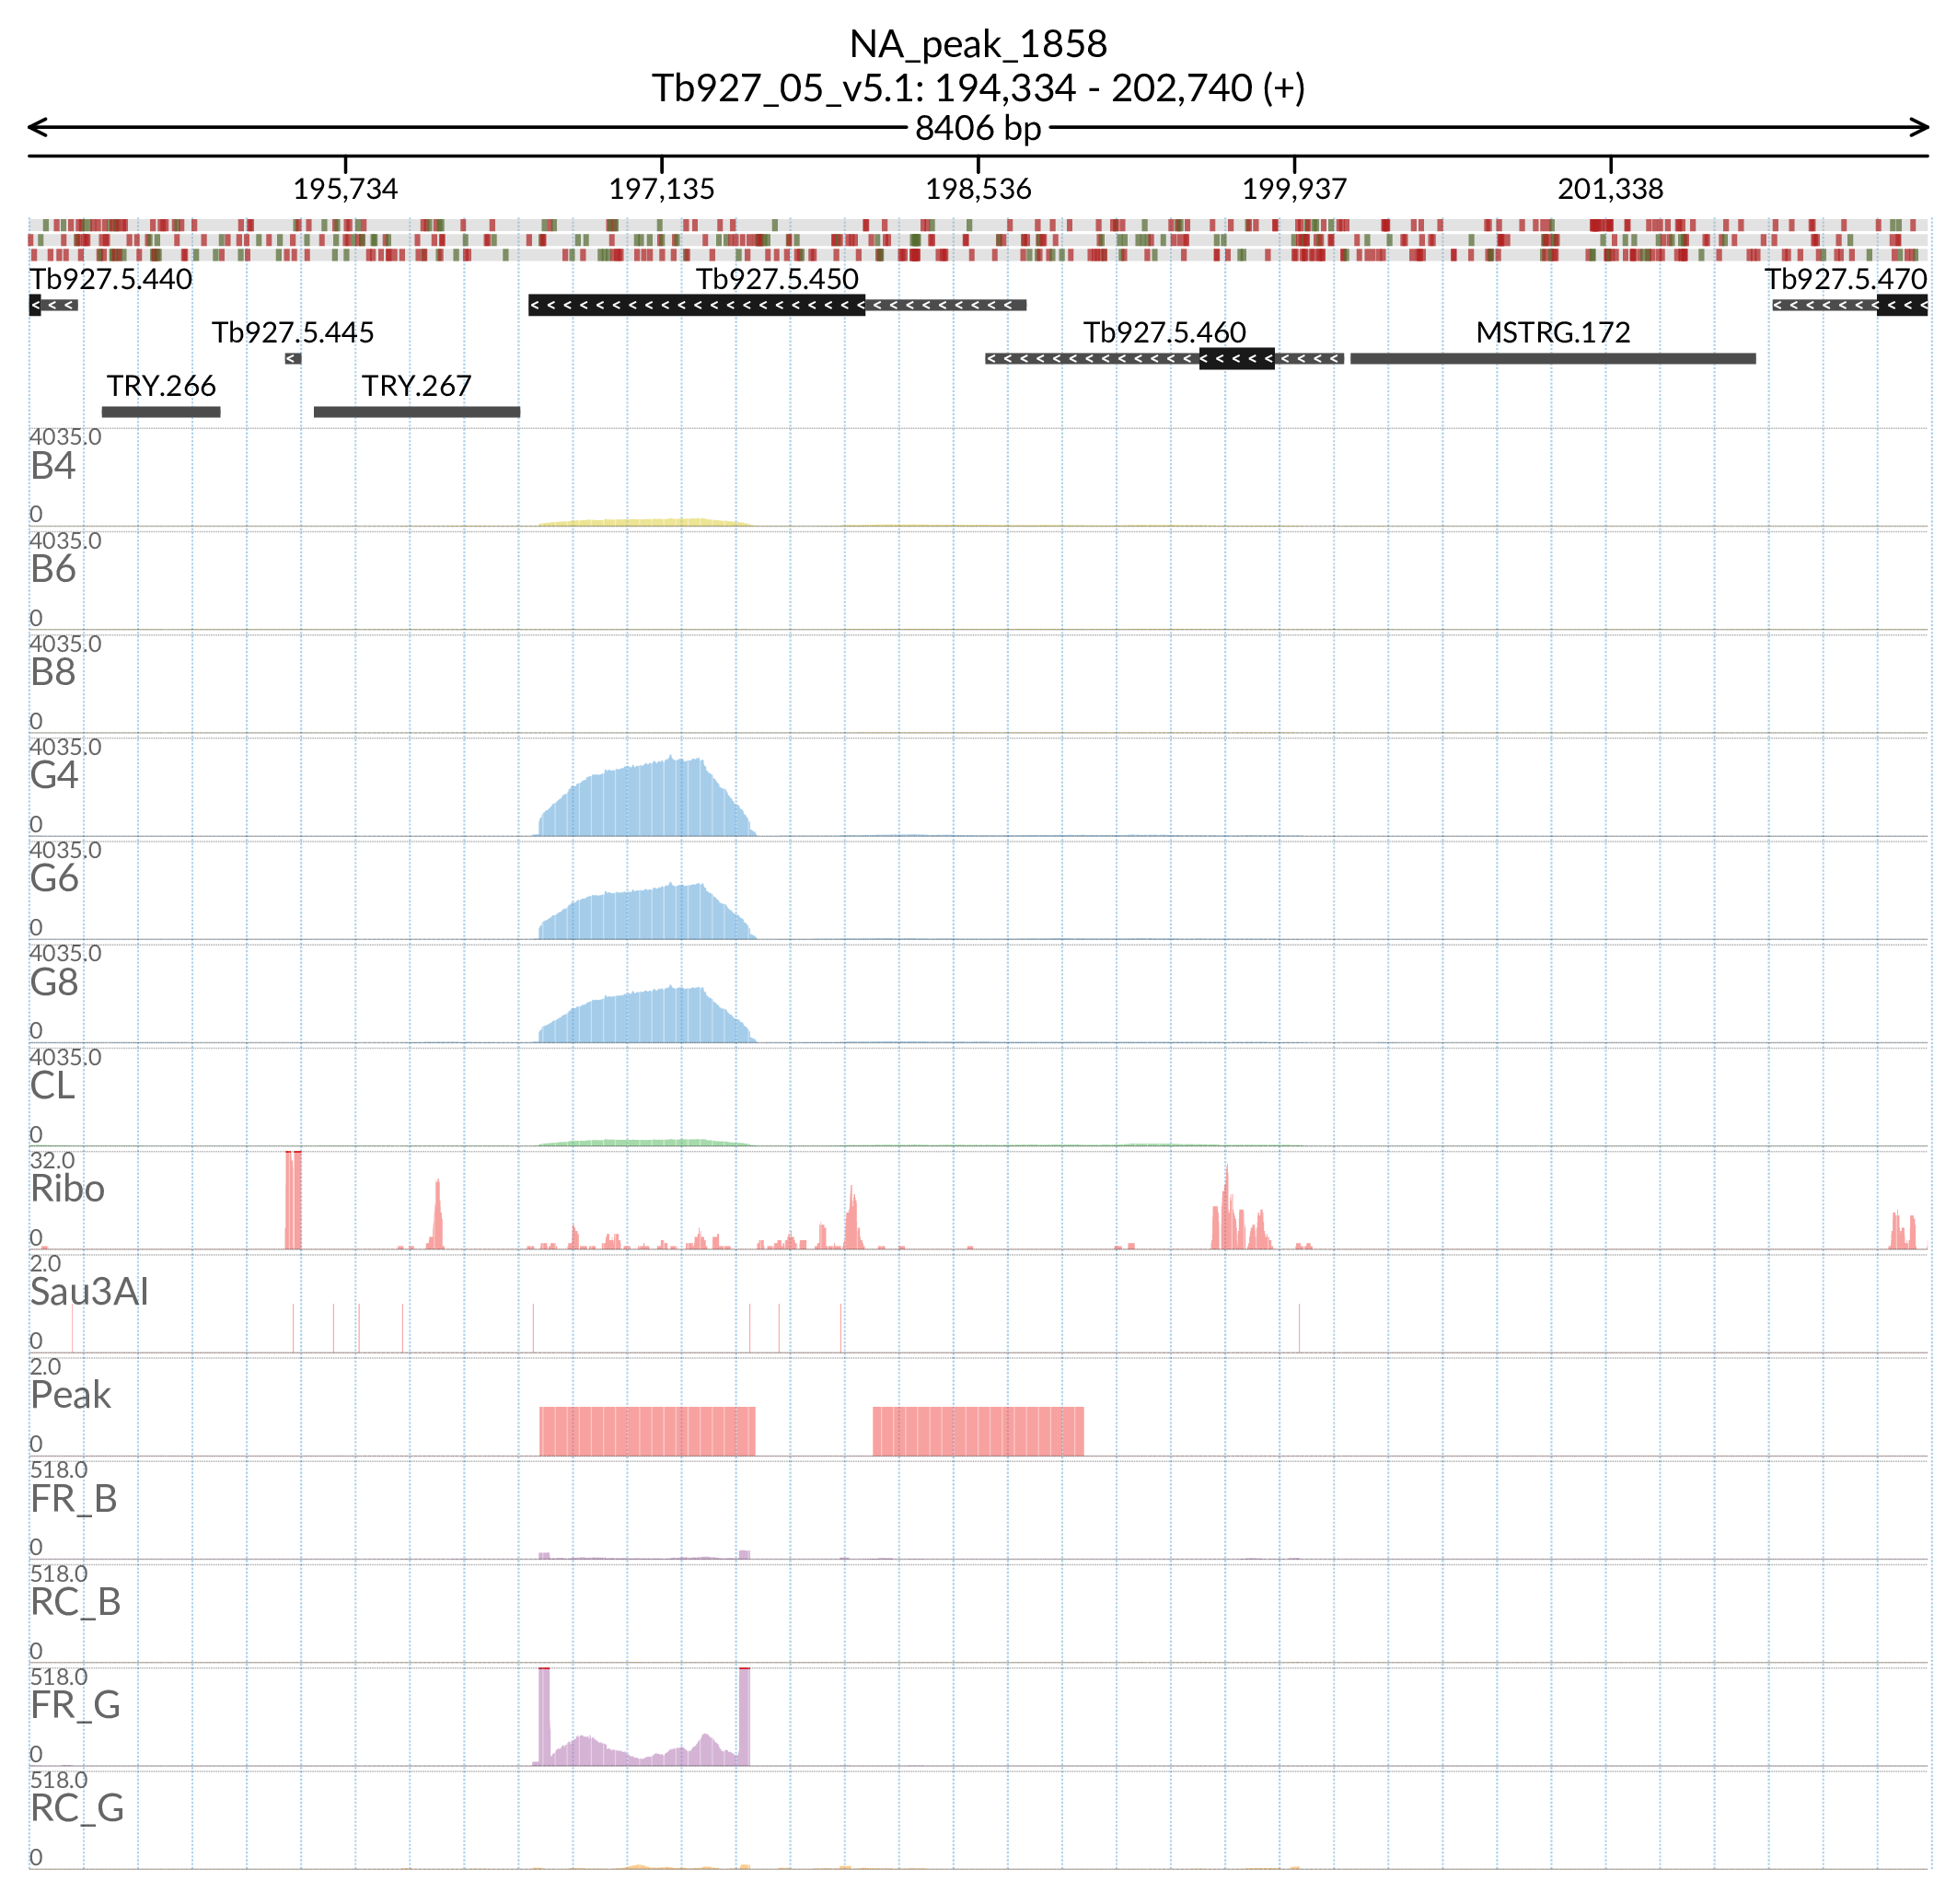 NA_peak_1858
Tb927_05_v5.1: 194,334 - 202,740 (+)
8406 bp
195,734 197,135 198,536 199,937 201,338
Tb927.5.440 Tb927.5.450 Tb927.5.470
Tb927.5.445 Tb927.5.460 MSTRG.172
TRY.266 TRY.267
4035.0
B4
0
4035.0
B6
0
4035.0
B8
0
4035.0
G4
0
4035.0
G6
0
4035.0
G8
0
4035.0
CL
0
32.0
Ribo
0
2.0
Sau3AI
0
2.0
Peak
0
518.0
FR_B
0
518.0
RC_B
0
518.0
FR_G
0
518.0
RC_G
0